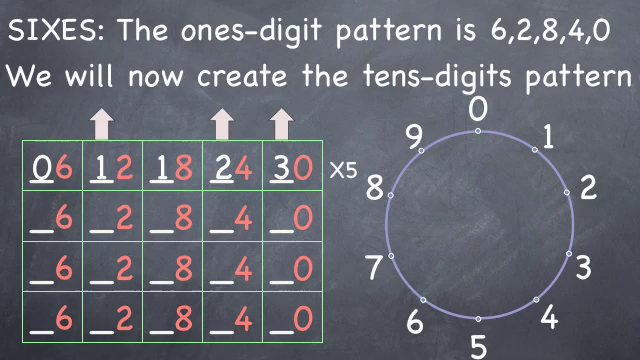 SIXES: The ones-digit pattern is 6,2,8,4,0
We will now create the tens-digits pattern
06 12 18 24 30 X5
_6 _2 _8 _4 _0
_6 _2 _8 _4 _0
_6 _2 _8 _4 _0
0
1
2
3
4
5
6
7
8
9